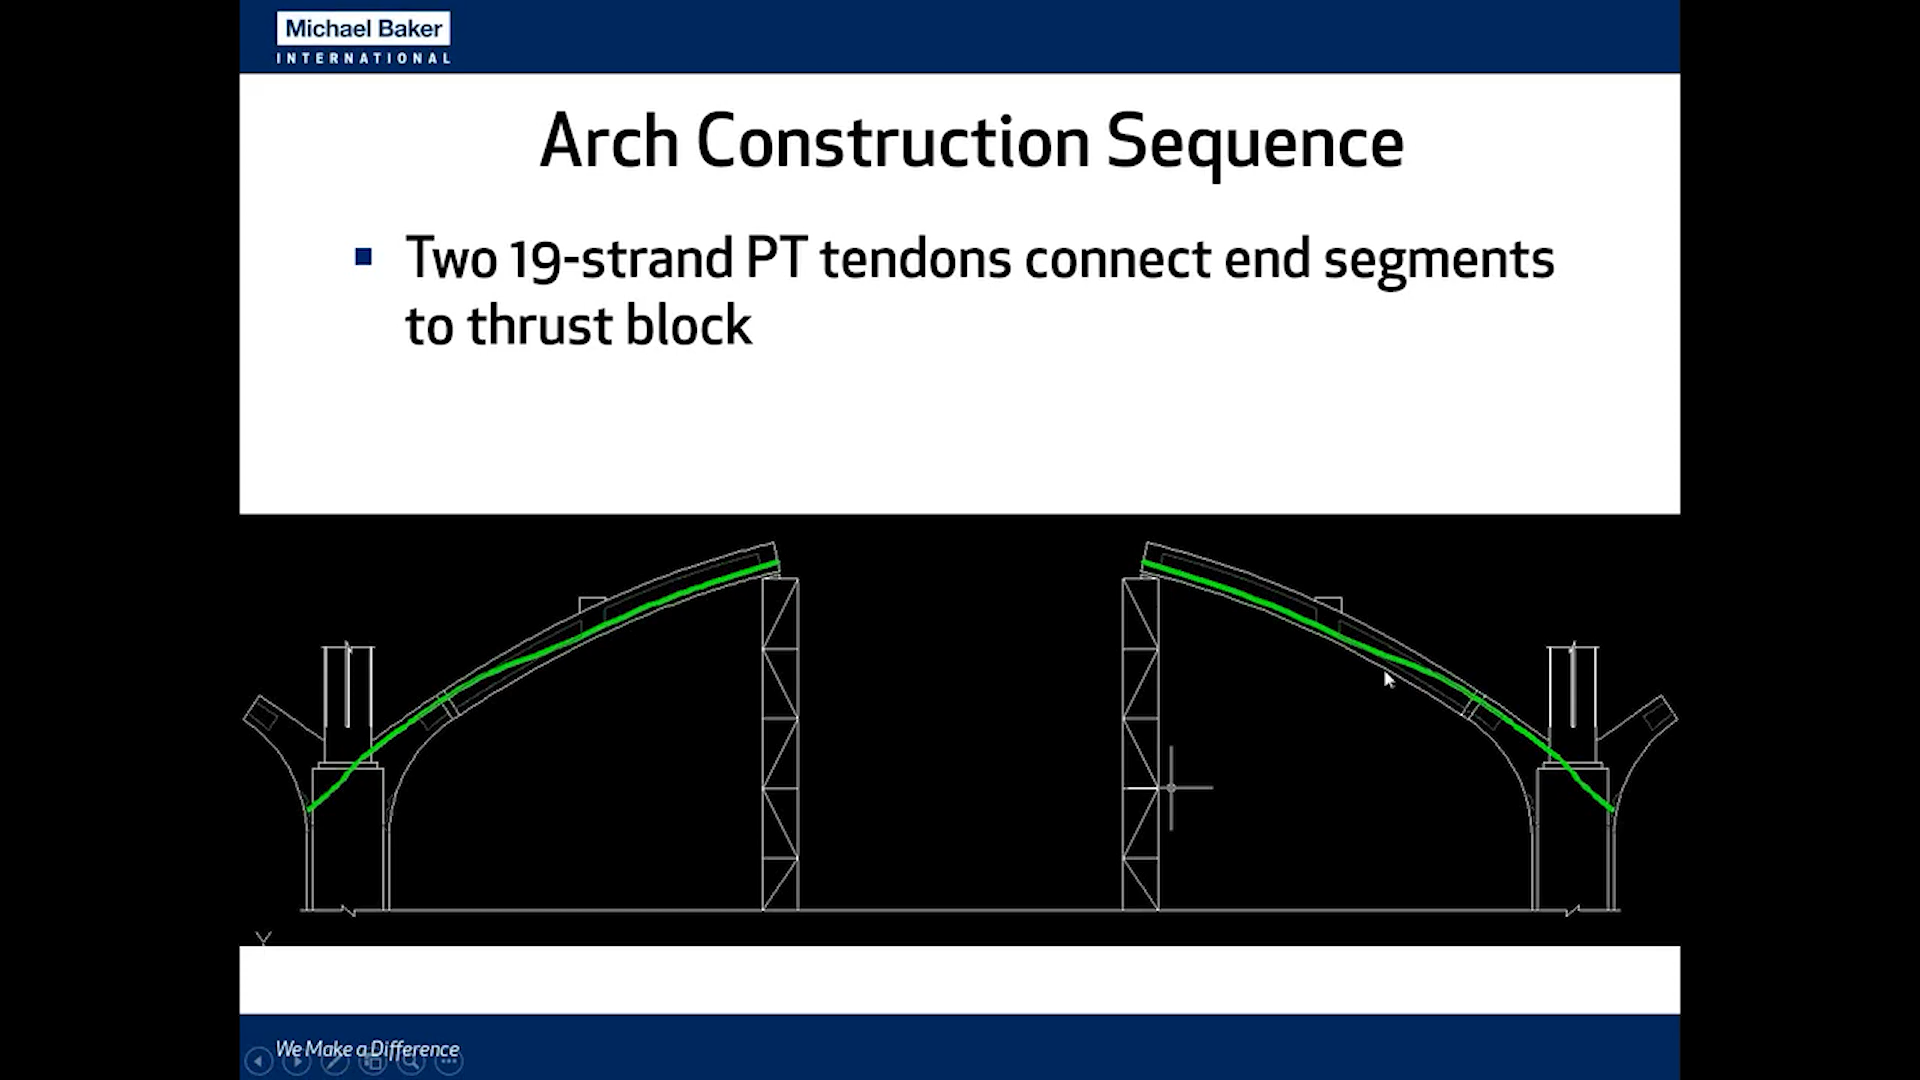 Michael Baker
INTERNATIONAL
Arch Construction Sequence
Two 19-strand PT tendons connect end segments
to thrust block
Y
We Make a Difference